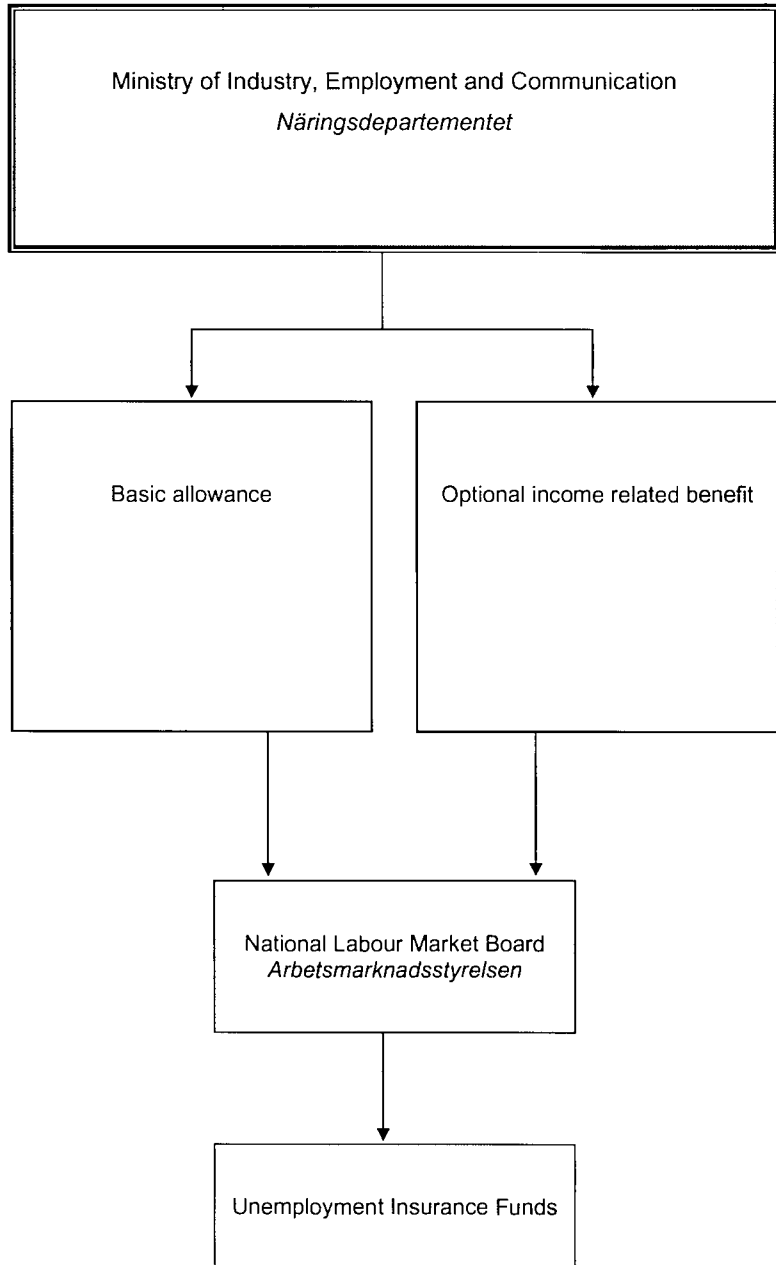 Ministry of Industry, Employment and Communication
Näringsdepartementet
Basic allowance
Optional income related benefit
National Labour Market Board
Arbetsmarknadsstyrelsen
Unemployment Insurance Funds